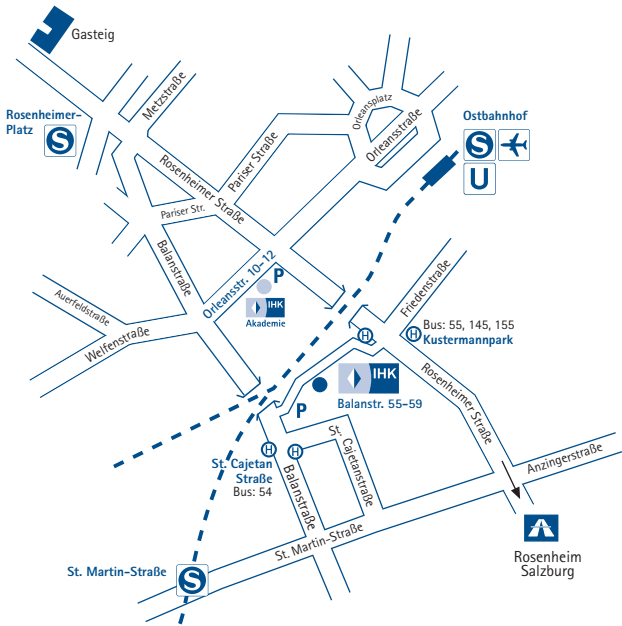 Gasteig
Metzstraße
Rosenheimer-
Platz
S
Orleansplatz
Orleansstraße
Ostbahnhof
S
U
Pariser Straße
Rosenheimer Straße
Pariser Str.
Balanstraße
Orleansstr. 10-12
P
IHK
Akademie
Auerfeldstraße
Welfenstraße
Friedenstraße
H
H
Bus: 55, 145, 155
Kustermannpark
IHK
Balanstr. 55-59
P
Rosenheimer Straße
St. Cajetanstraße
H
H
St. Cajetan
Straße
Bus: 54
Balanstraße
Anzingerstraße
St. Martin-Straße
Rosenheim
Salzburg
St. Martin-Straße
S